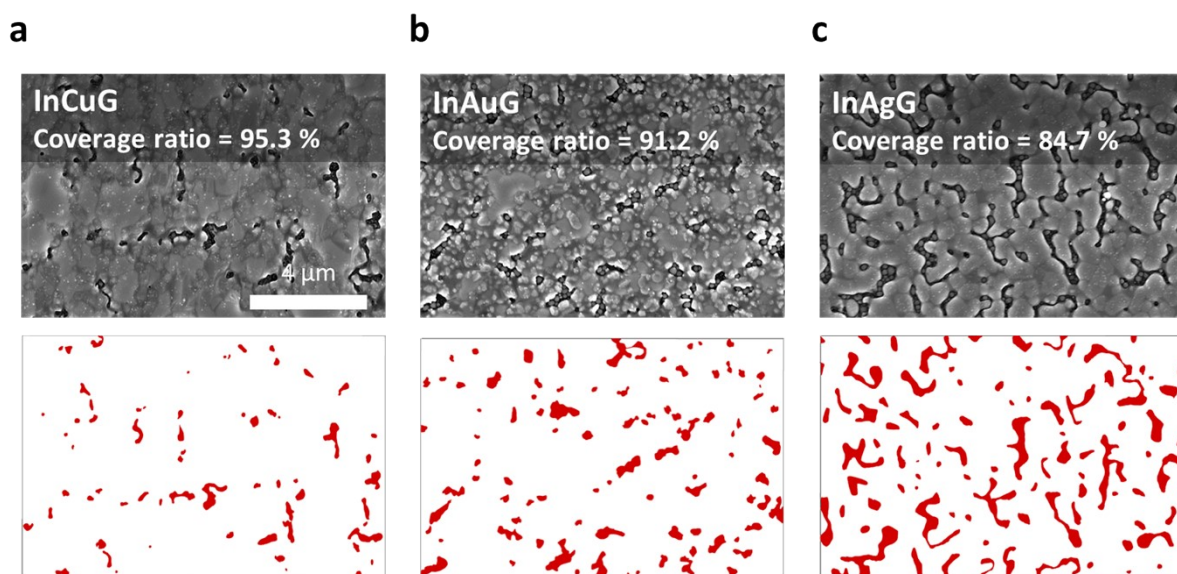 a
InCuG
Coverage ratio = 95.3 %
4 μm
b
InAuG
Coverage ratio = 91.2 %
c
InAgG
Coverage ratio = 84.7 %